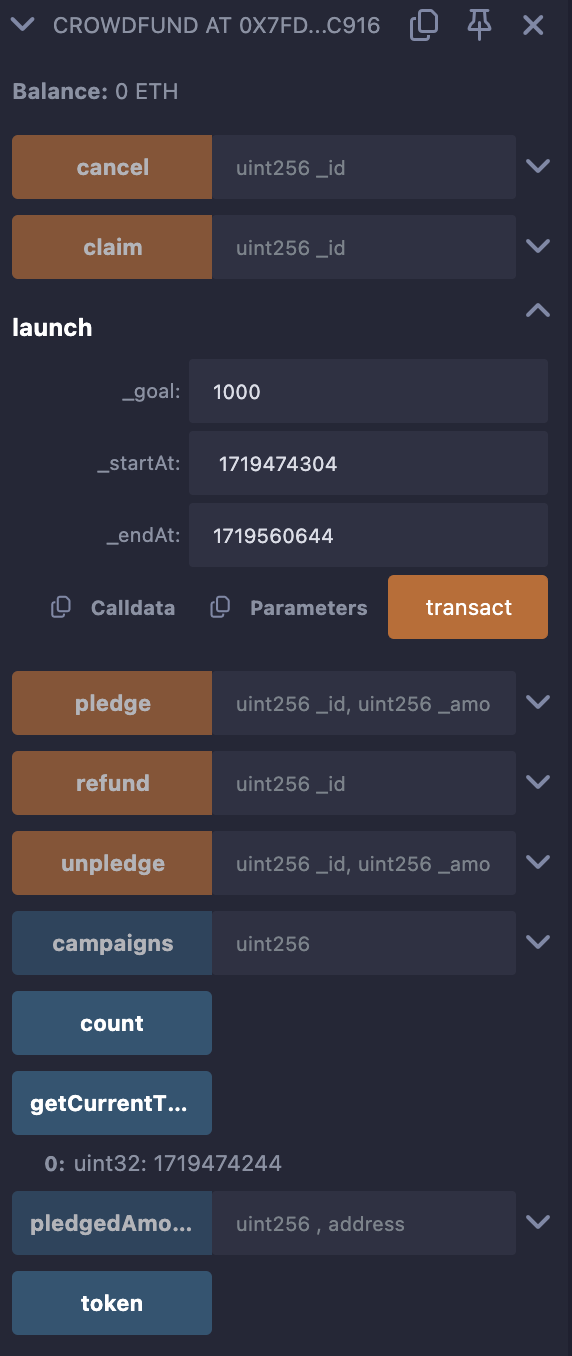 CROWDFUND AT 0X7FD...C916
Balance: 0 ETH
cancel uint256 _id
claim uint256 _id
launch
_goal: 1000
_startAt: 1719474304
_endAt: 1719560644
Calldata Parameters transact
pledge uint256 _id, uint256 _amo
refund uint256 _id
unpledge uint256 _id, uint256 _amo
campaigns uint256
count
getCurrentT...
0: uint32: 1719474244
pledgedAmo... uint256 , address
token